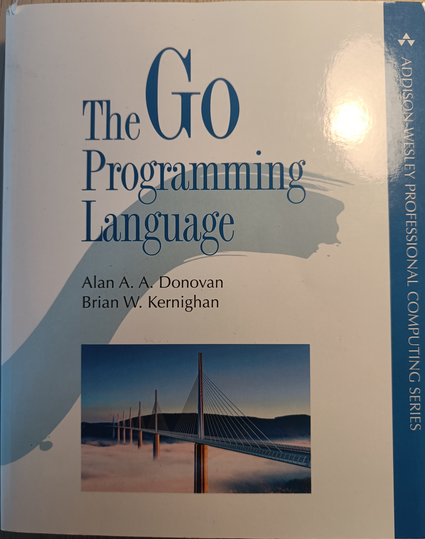 The Go
Programming
Language
Alan A. A. Donovan
Brian W. Kernighan
ADDISON-WESLEY PROFESSIONAL COMPUTING SERIES